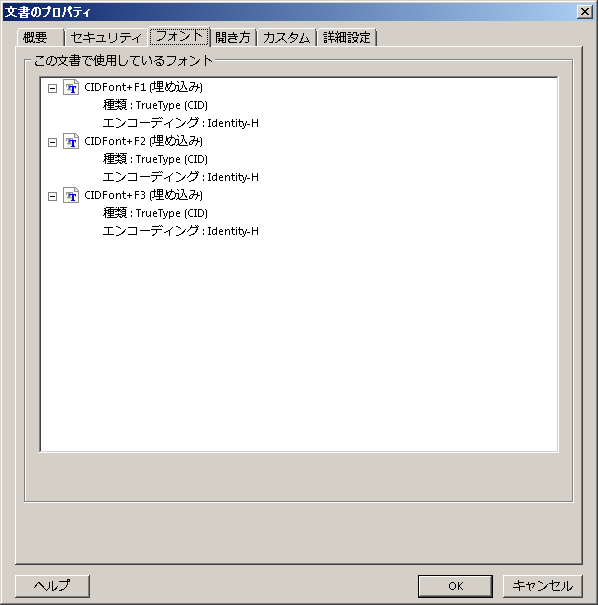 文書のプロパティ
概要 セキュリティ フォント 開き方 カスタム 詳細設定
この文書で使用しているフォント
CIDFont+F1 (埋め込み)
種類 : TrueType (CID)
エンコーディング : Identity-H
CIDFont+F2 (埋め込み)
種類 : TrueType (CID)
エンコーディング : Identity-H
CIDFont+F3 (埋め込み)
種類 : TrueType (CID)
エンコーディング : Identity-H
ヘルプ OK キャンセル